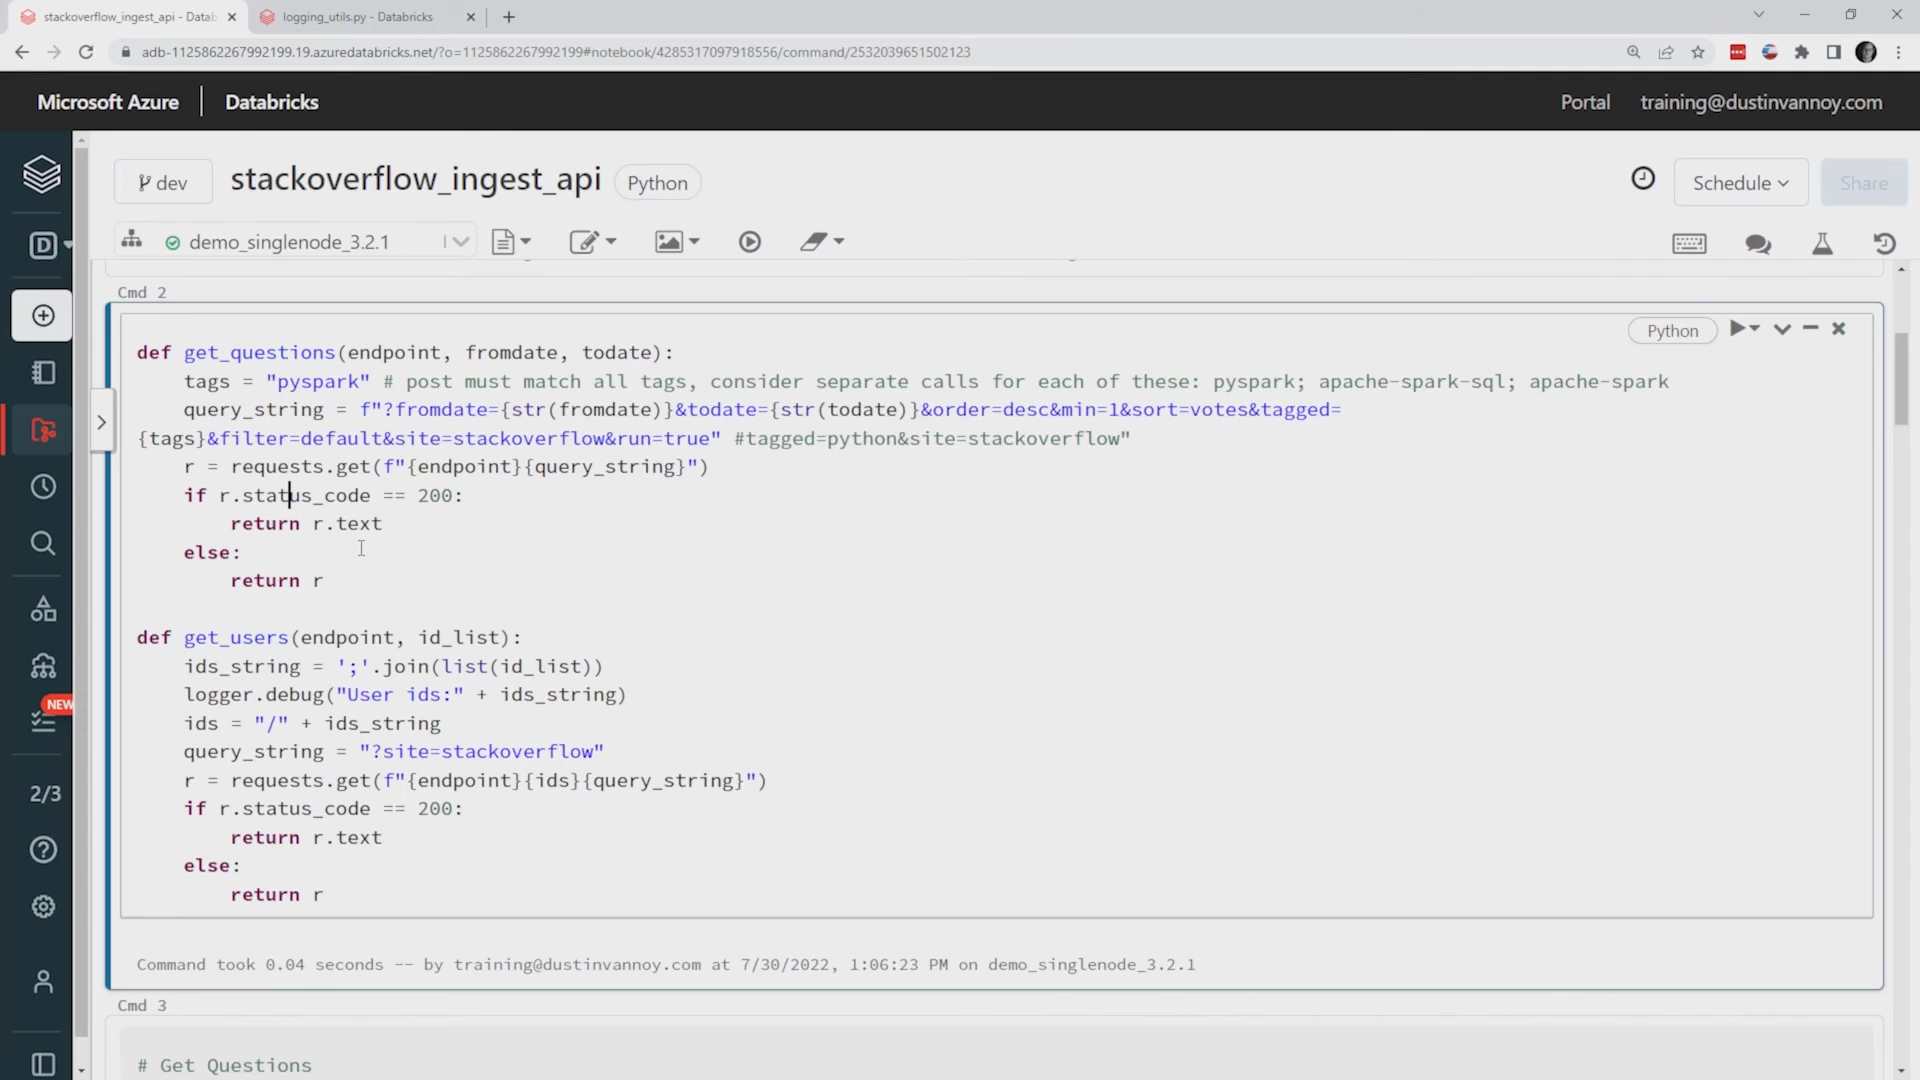 stackoverflow_ingest_api - Datab
logging_utils.py - Databricks
adb-1125862267992199.19.azuredatabricks.net/?o=1125862267992199#notebook/4285317097918556/command/2532039651502123
Microsoft Azure
Databricks
Portal
training@dustinvannoy.com
dev
stackoverflow_ingest_api
Python
Schedule
Share
D
demo_singlenode_3.2.1
Cmd 2
Python
def get_questions(endpoint, fromdate, todate):
    tags = "pyspark" # post must match all tags, consider separate calls for each of these: pyspark; apache-spark-sql; apache-spark
    query_string = f"?fromdate={str(fromdate)}&todate={str(todate)}&order=desc&min=1&sort=votes&tagged=
{tags}&filter=default&site=stackoverflow&run=true" #tagged=python&site=stackoverflow"
    r = requests.get(f"{endpoint}{query_string}")
    if r.status_code == 200:
        return r.text
    else:
        return r
def get_users(endpoint, id_list):
    ids_string = ';'.join(list(id_list))
    logger.debug("User ids:" + ids_string)
    ids = "/" + ids_string
    query_string = "?site=stackoverflow"
    r = requests.get(f"{endpoint}{ids}{query_string}")
    if r.status_code == 200:
        return r.text
    else:
        return r
NEW
2/3
Command took 0.04 seconds -- by training@dustinvannoy.com at 7/30/2022, 1:06:23 PM on demo_singlenode_3.2.1
Cmd 3
# Get Questions